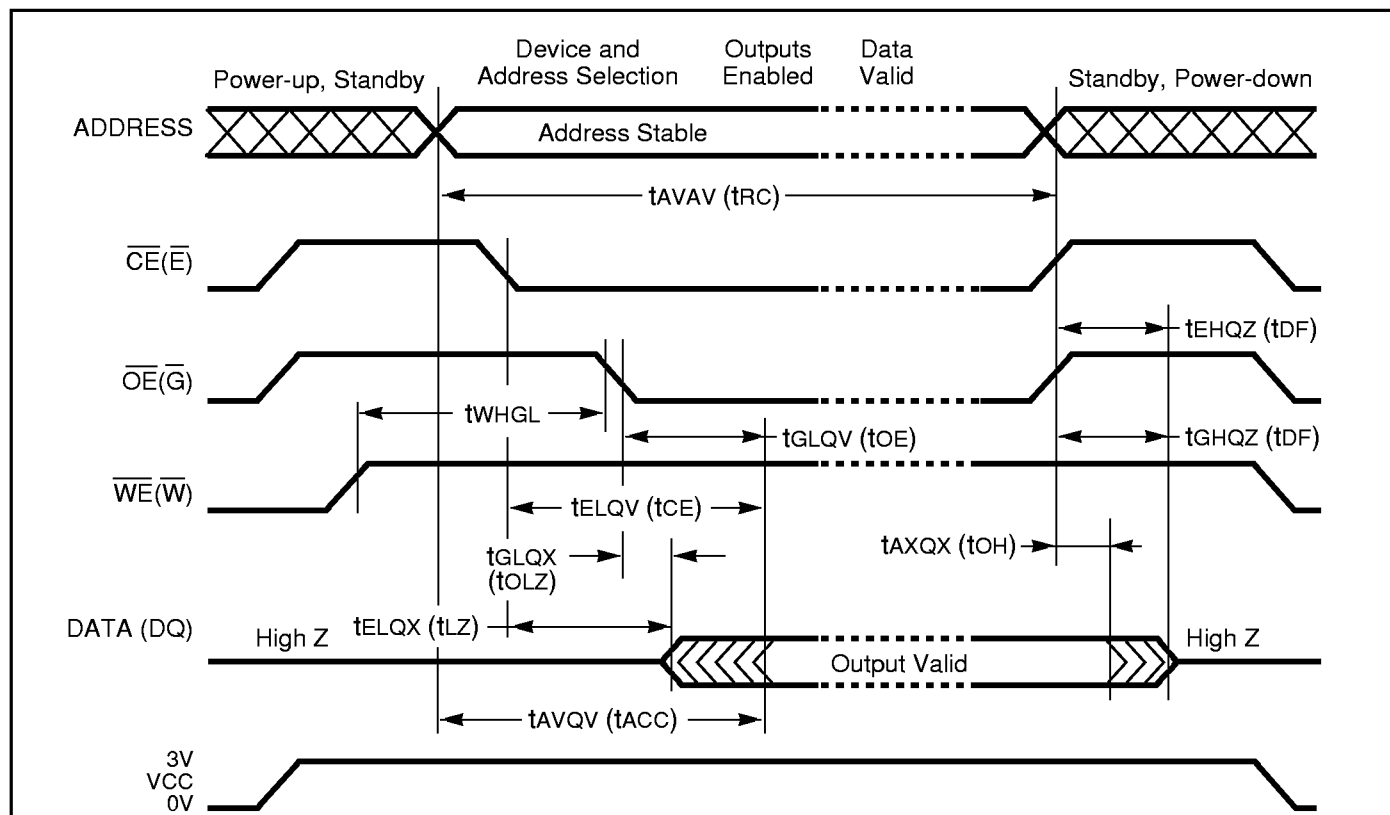 Device and
Address Selection
Outputs
Enabled
Data
Valid
Power-up, Standby
Standby, Power-down
ADDRESS
Address Stable
tAVAV (tRC)
CE(E)
tEHQZ (tDF)
OE(G)
tWHGL
tGLQV (tOE)
tGHQZ (tDF)
WE(W)
tELQV (tCE)
tGLQX
(tOLZ)
tAXQX (tOH)
DATA (DQ)
tELQX (tLZ)
High Z
Output Valid
High Z
tAVQV (tACC)
3V
VCC
0V